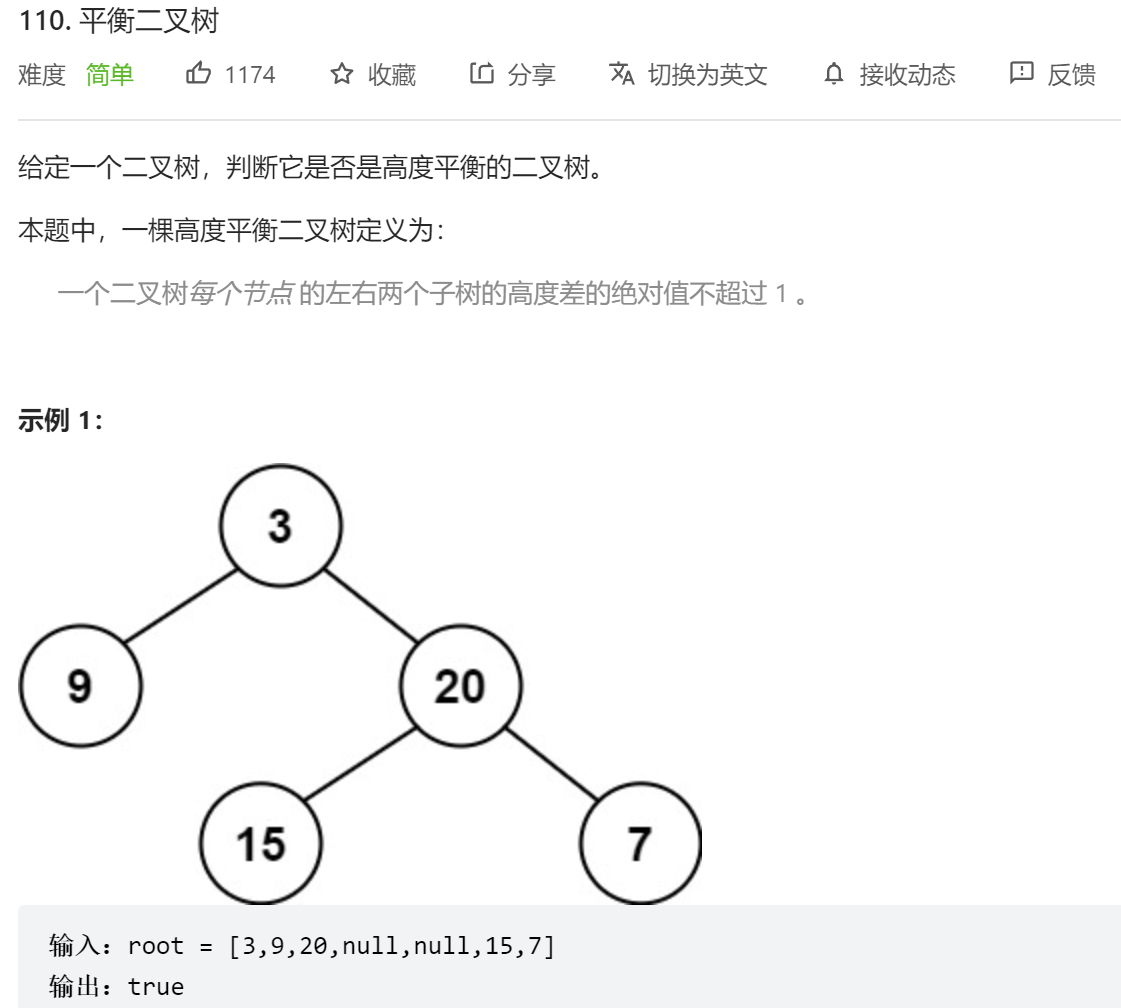 110. 平衡二叉树
难度 简单 1174 收藏 分享 切换为英文 接收动态 反馈
给定一个二叉树，判断它是否是高度平衡的二叉树。
本题中，一棵高度平衡二叉树定义为：
一个二叉树每个节点 的左右两个子树的高度差的绝对值不超过 1 。
示例 1：
3
9 20
15 7
输入：root = [3,9,20,null,null,15,7]
输出：true